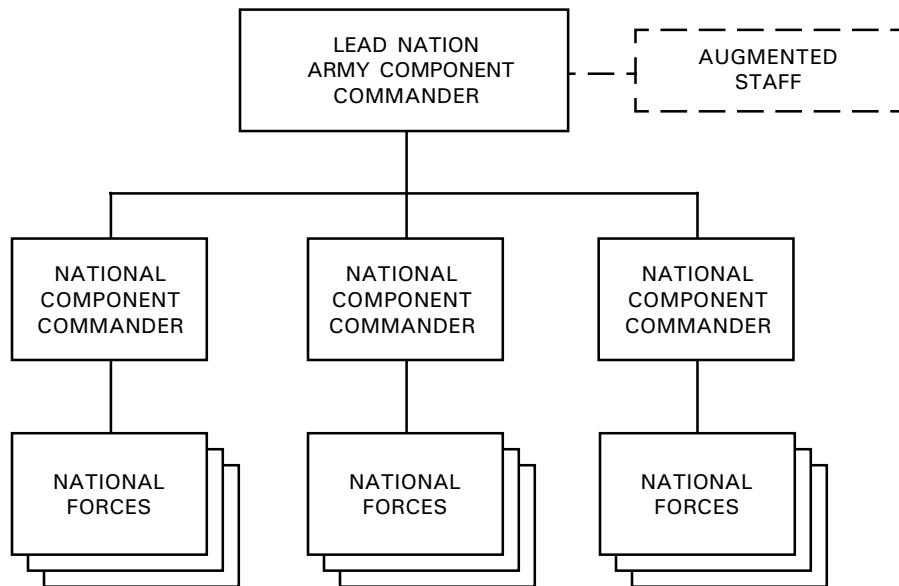 LEAD NATION
ARMY COMPONENT
COMMANDER
AUGMENTED
STAFF
NATIONAL
COMPONENT
COMMANDER
NATIONAL
COMPONENT
COMMANDER
NATIONAL
COMPONENT
COMMANDER
NATIONAL
FORCES
NATIONAL
FORCES
NATIONAL
FORCES